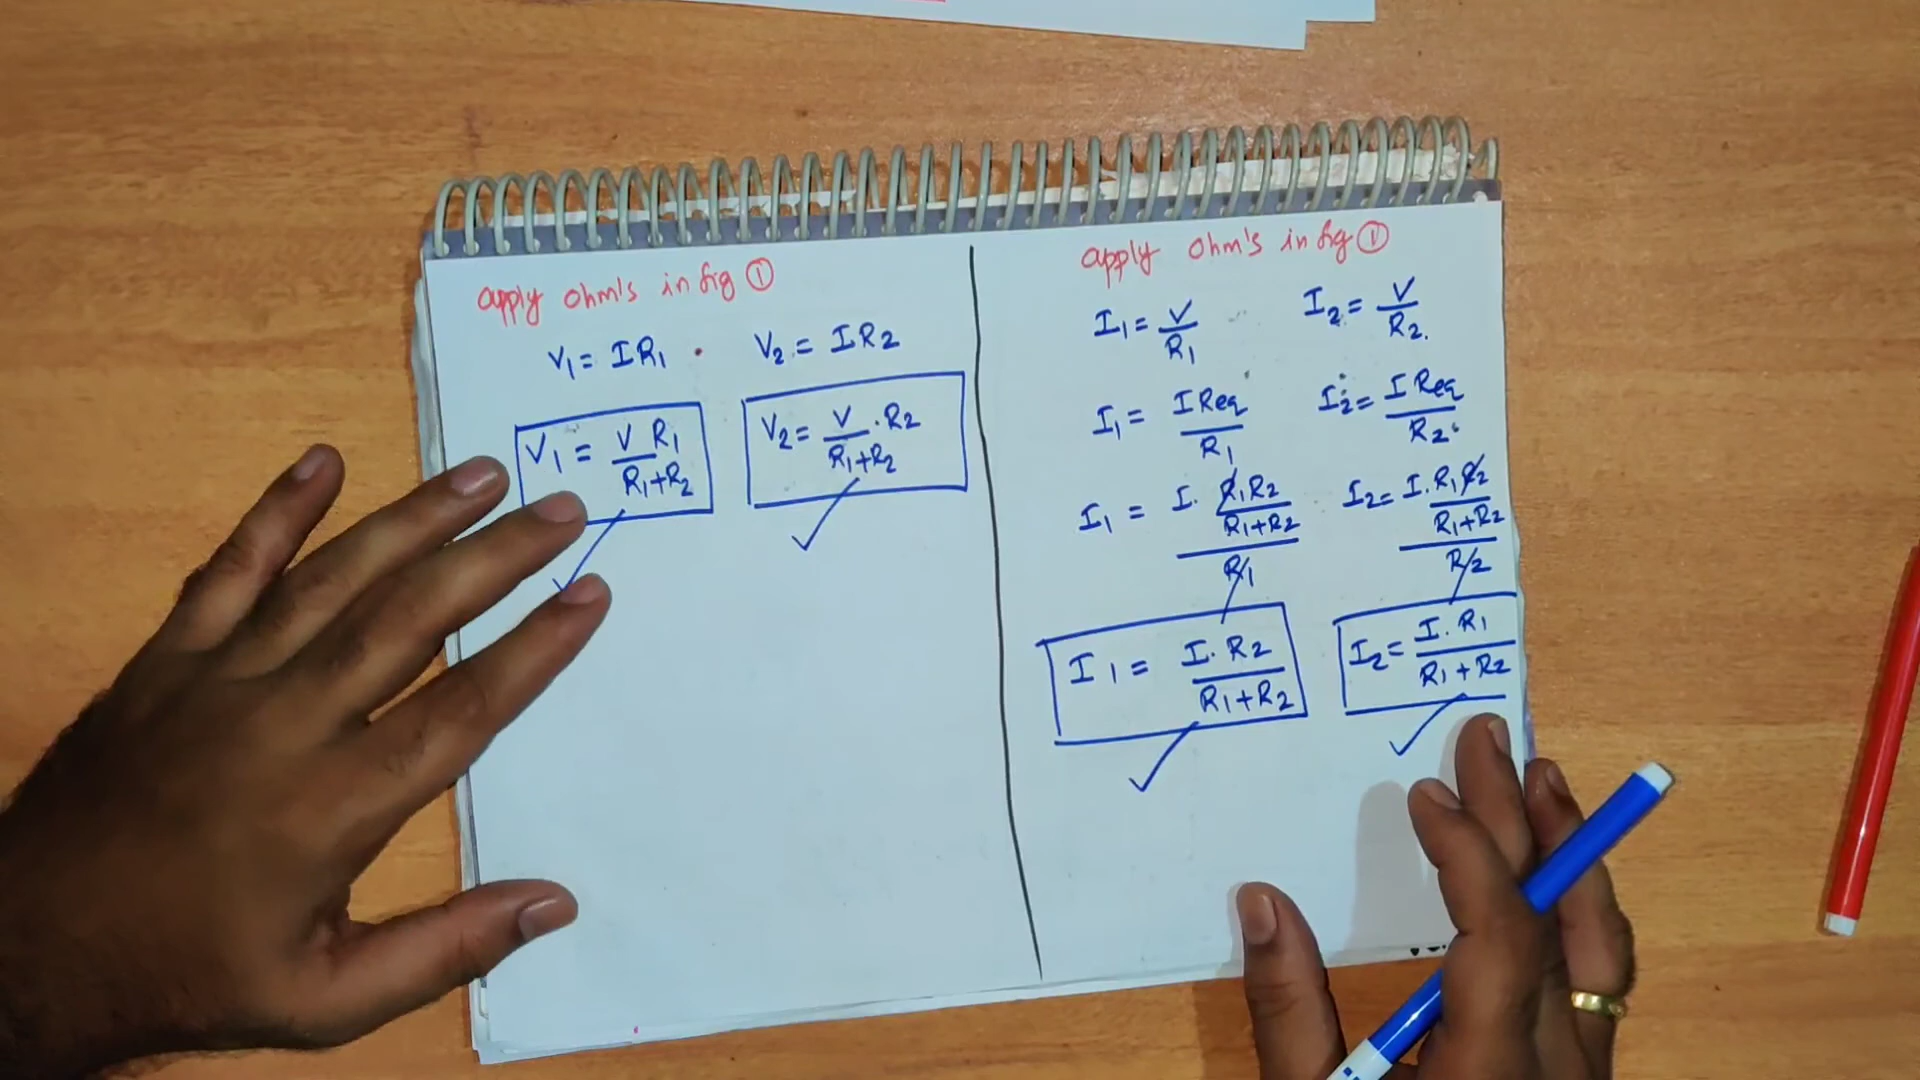 apply ohm's in fig ①
V1 = IR1 . V2 = IR2
V1 = V R1 / R1+R2
V2 = V / R1+R2 . R2
apply ohm's in fig ①
I1 = V / R1 I2 = V / R2
I1 = I Req / R1 I2 = I Req / R2
I1 = I. R1R2 / R1+R2 / R1 I2 = I. R1R2 / R1+R2 / R2
I1 = I. R2 / R1+R2 I2 = I. R1 / R1+R2